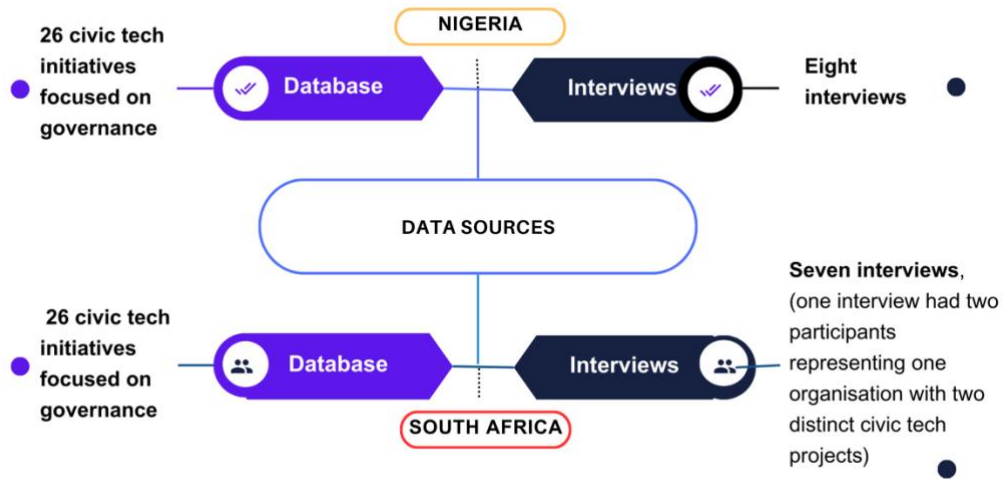 NIGERIA
26 civic tech
initiatives
focused on
governance
Database
Interviews
Eight
interviews
DATA SOURCES
26 civic tech
initiatives
focused on
governance
Database
Interviews
Seven interviews,
(one interview had two
participants
representing one
organisation with two
distinct civic tech
projects)
SOUTH AFRICA